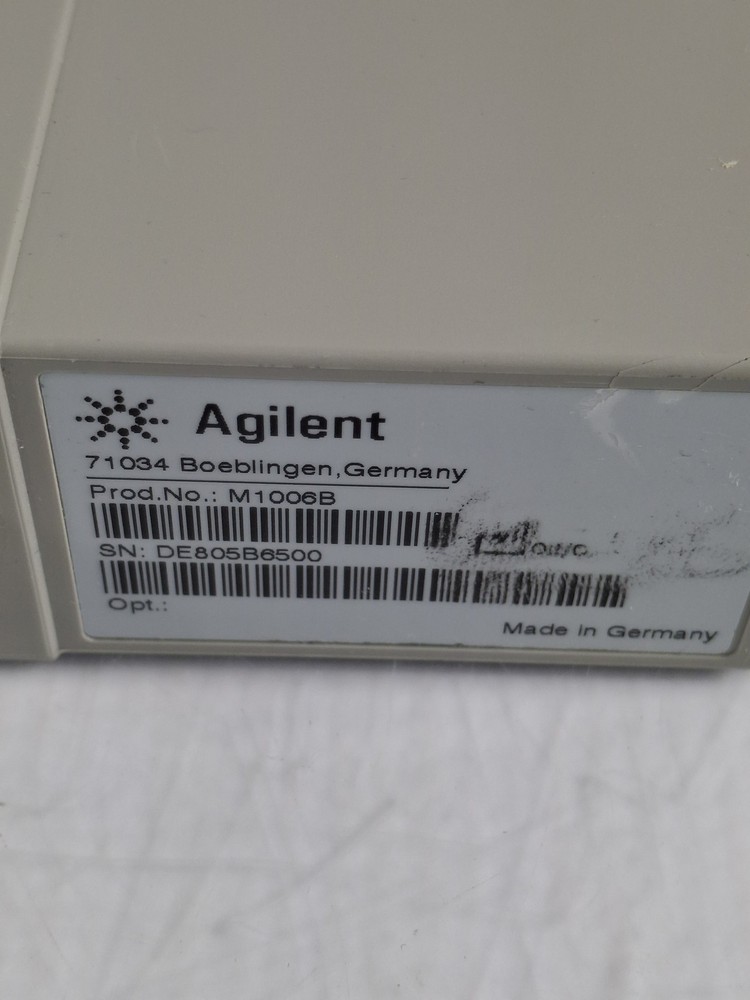 Agilent
71034 Boeblingen,Germany
Prod.No.: M1006B
SN: DE805B6500
Opt.:
Made in Germany